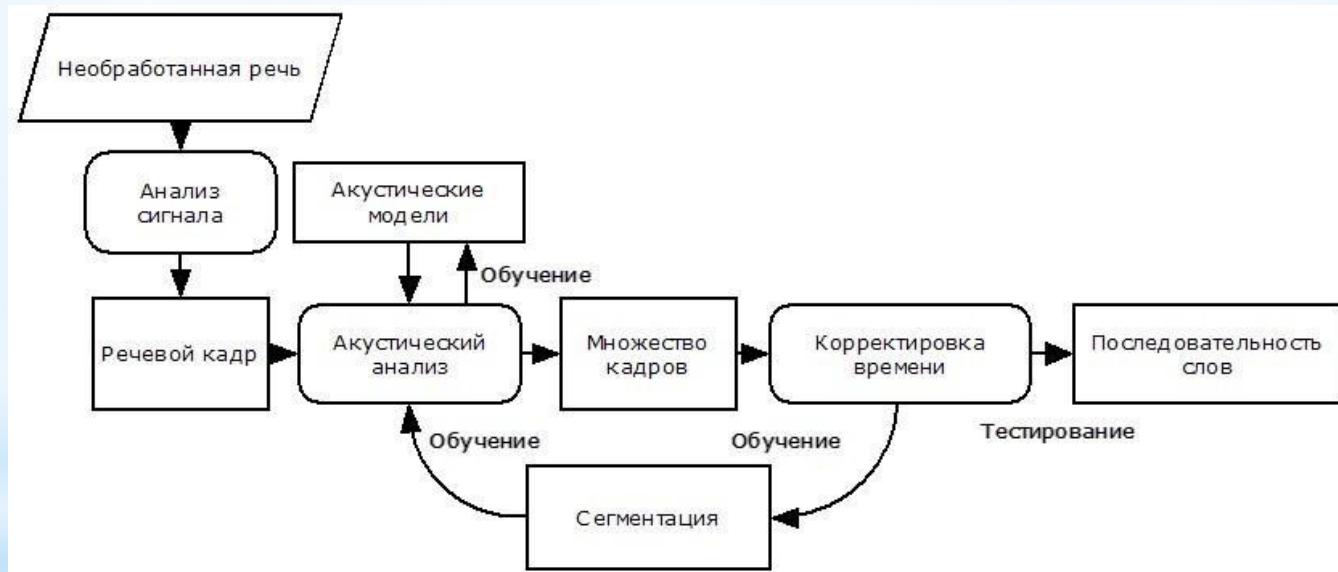 Необработанная речь
Анализ
сигнала
Акустические
модели
Обучение
Речевой кадр
Акустический
анализ
Множество
кадров
Корректировка
времени
Последовательность
слов
Обучение
Обучение
Тестирование
Сегментация